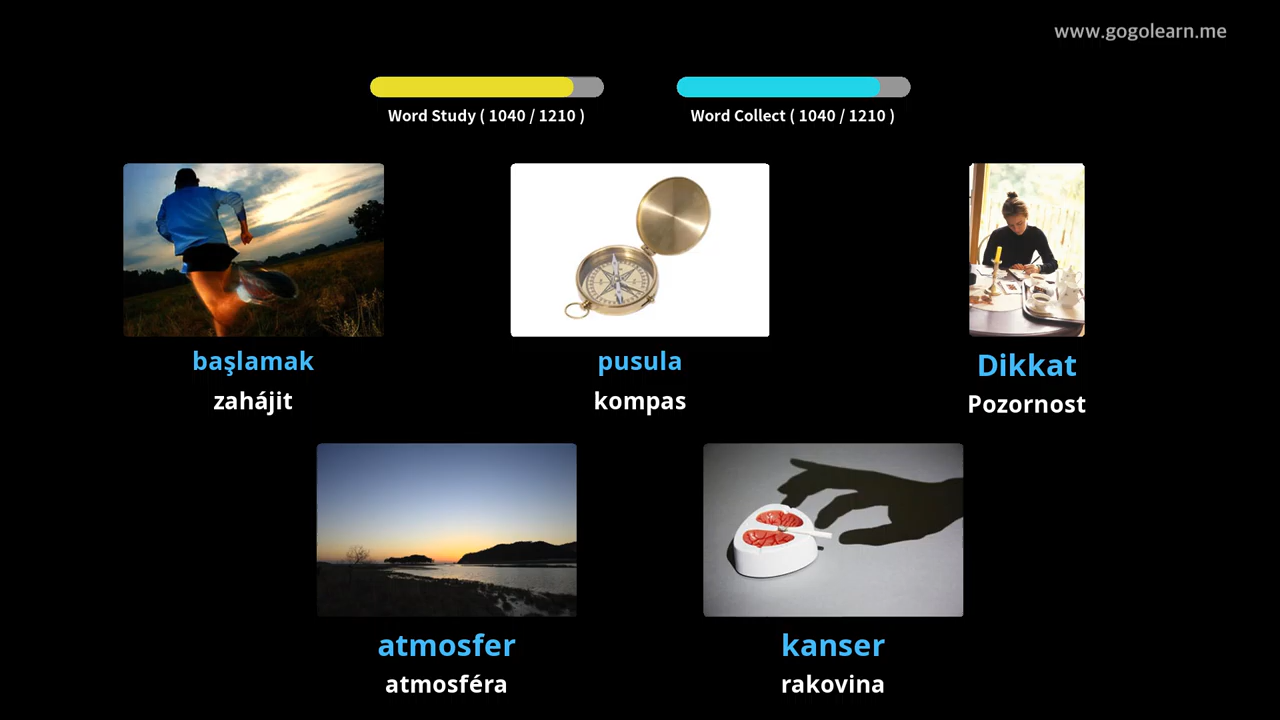 www.gogolearn.me
Word Study ( 1040 / 1210 )
Word Collect ( 1040 / 1210 )
başlamak
zahájit
pusula
kompas
Dikkat
Pozornost
atmosfer
atmosféra
kanser
rakovina